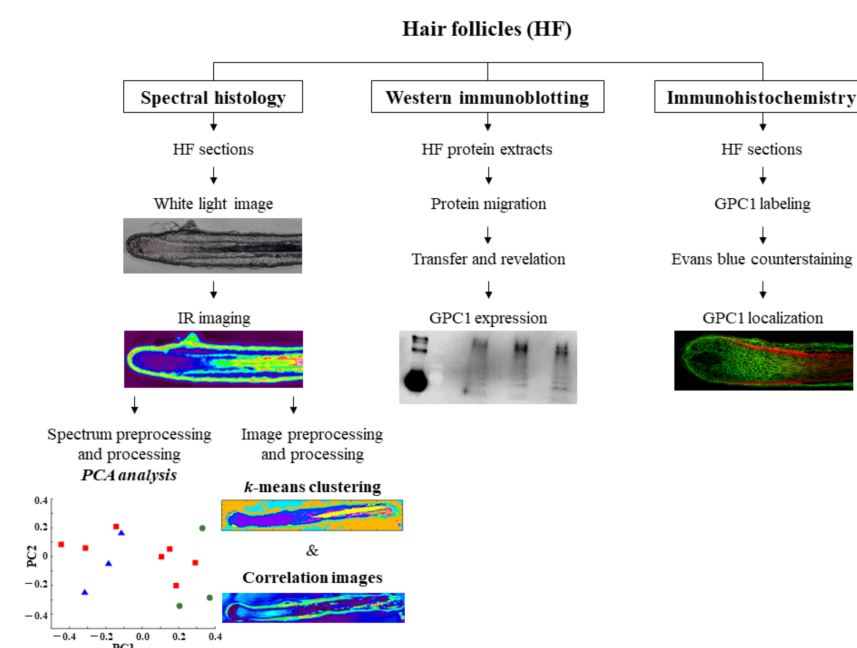 Hair follicles (HF)
Spectral histology
Western immunoblotting
Immunohistochemistry
HF sections
HF protein extracts
HF sections
White light image
Protein migration
GPC1 labeling
Transfer and revelation
Evans blue counterstaining
IR imaging
GPC1 expression
GPC1 localization
Spectrum preprocessing
and processing
PCA analysis
Image preprocessing
and processing
k-means clustering
&
Correlation images
PC2
0.4
0.2
0
−0.2
−0.4
−0.4
−0.2
0.0
0.2
0.4
PC1